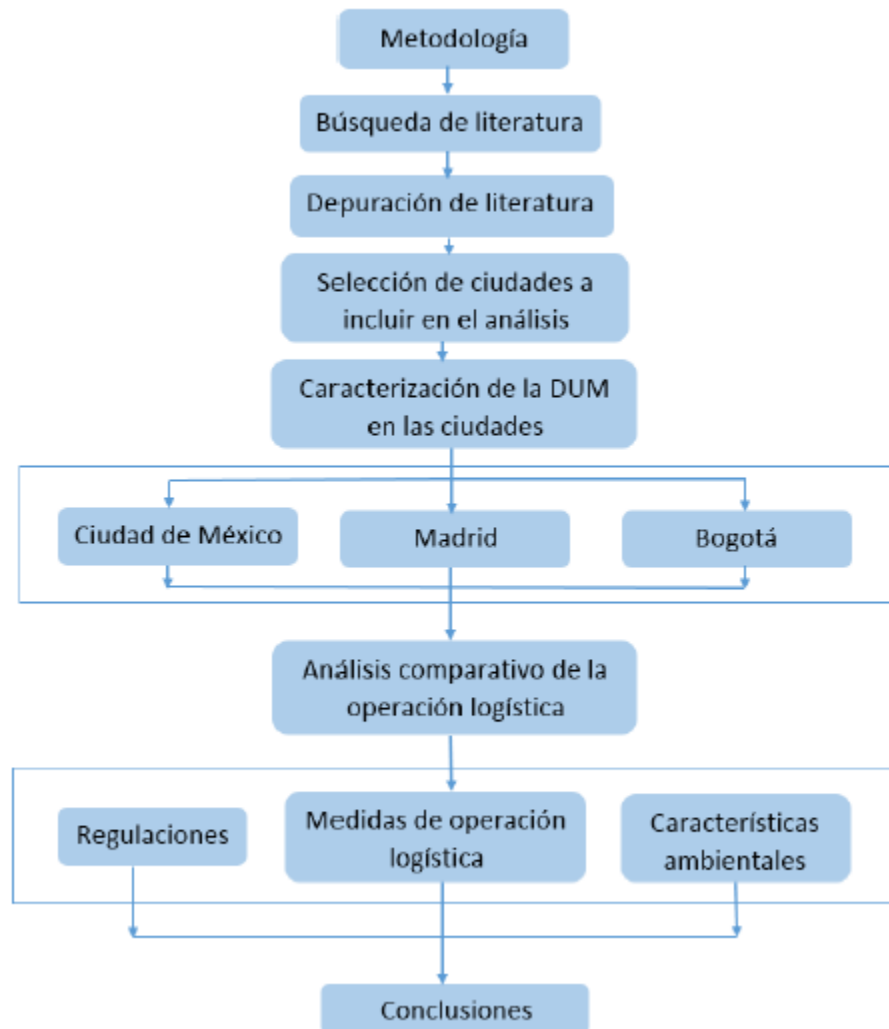 Metodología
Búsqueda de literatura
Depuración de literatura
Selección de ciudades a
incluir en el análisis
Caracterización de la DUM
en las ciudades
Ciudad de México
Madrid
Bogotá
Análisis comparativo de la
operación logística
Regulaciones
Medidas de operación
logística
Carácterísticas
ambientales
Conclusiones